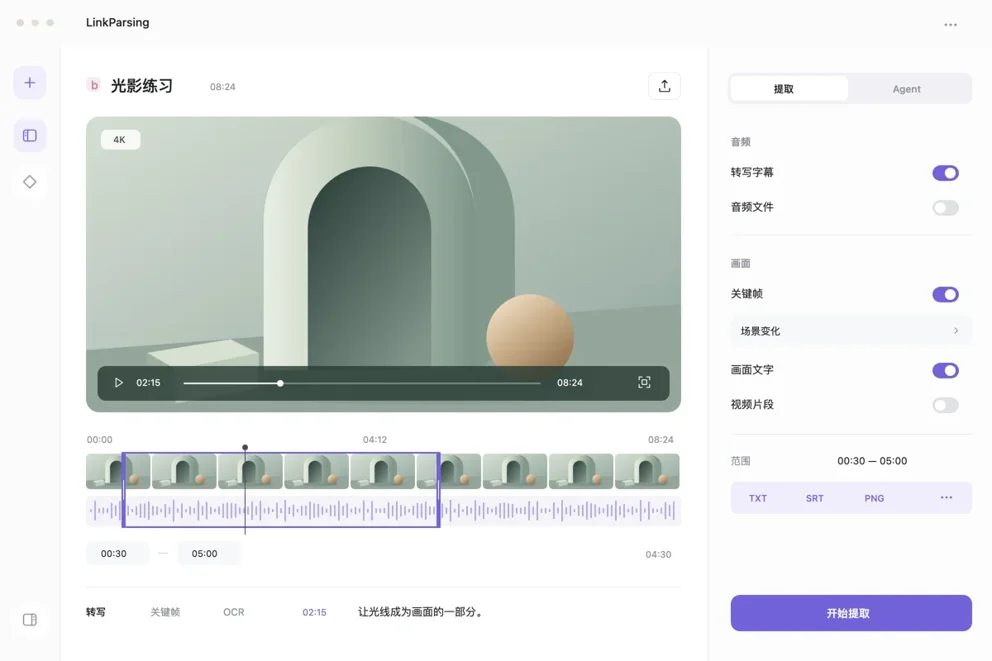 LinkParsing
b 光影练习 08:24
4K
02:15 08:24
00:00 04:12 08:24
00:30 — 05:00 04:30
转写 关键帧 OCR 02:15 让光线成为画面的一部分。
提取 Agent
音频
转写字幕
音频文件
画面
关键帧
场景变化
画面文字
视频片段
范围 00:30 — 05:00
TXT SRT PNG ...
开始提取